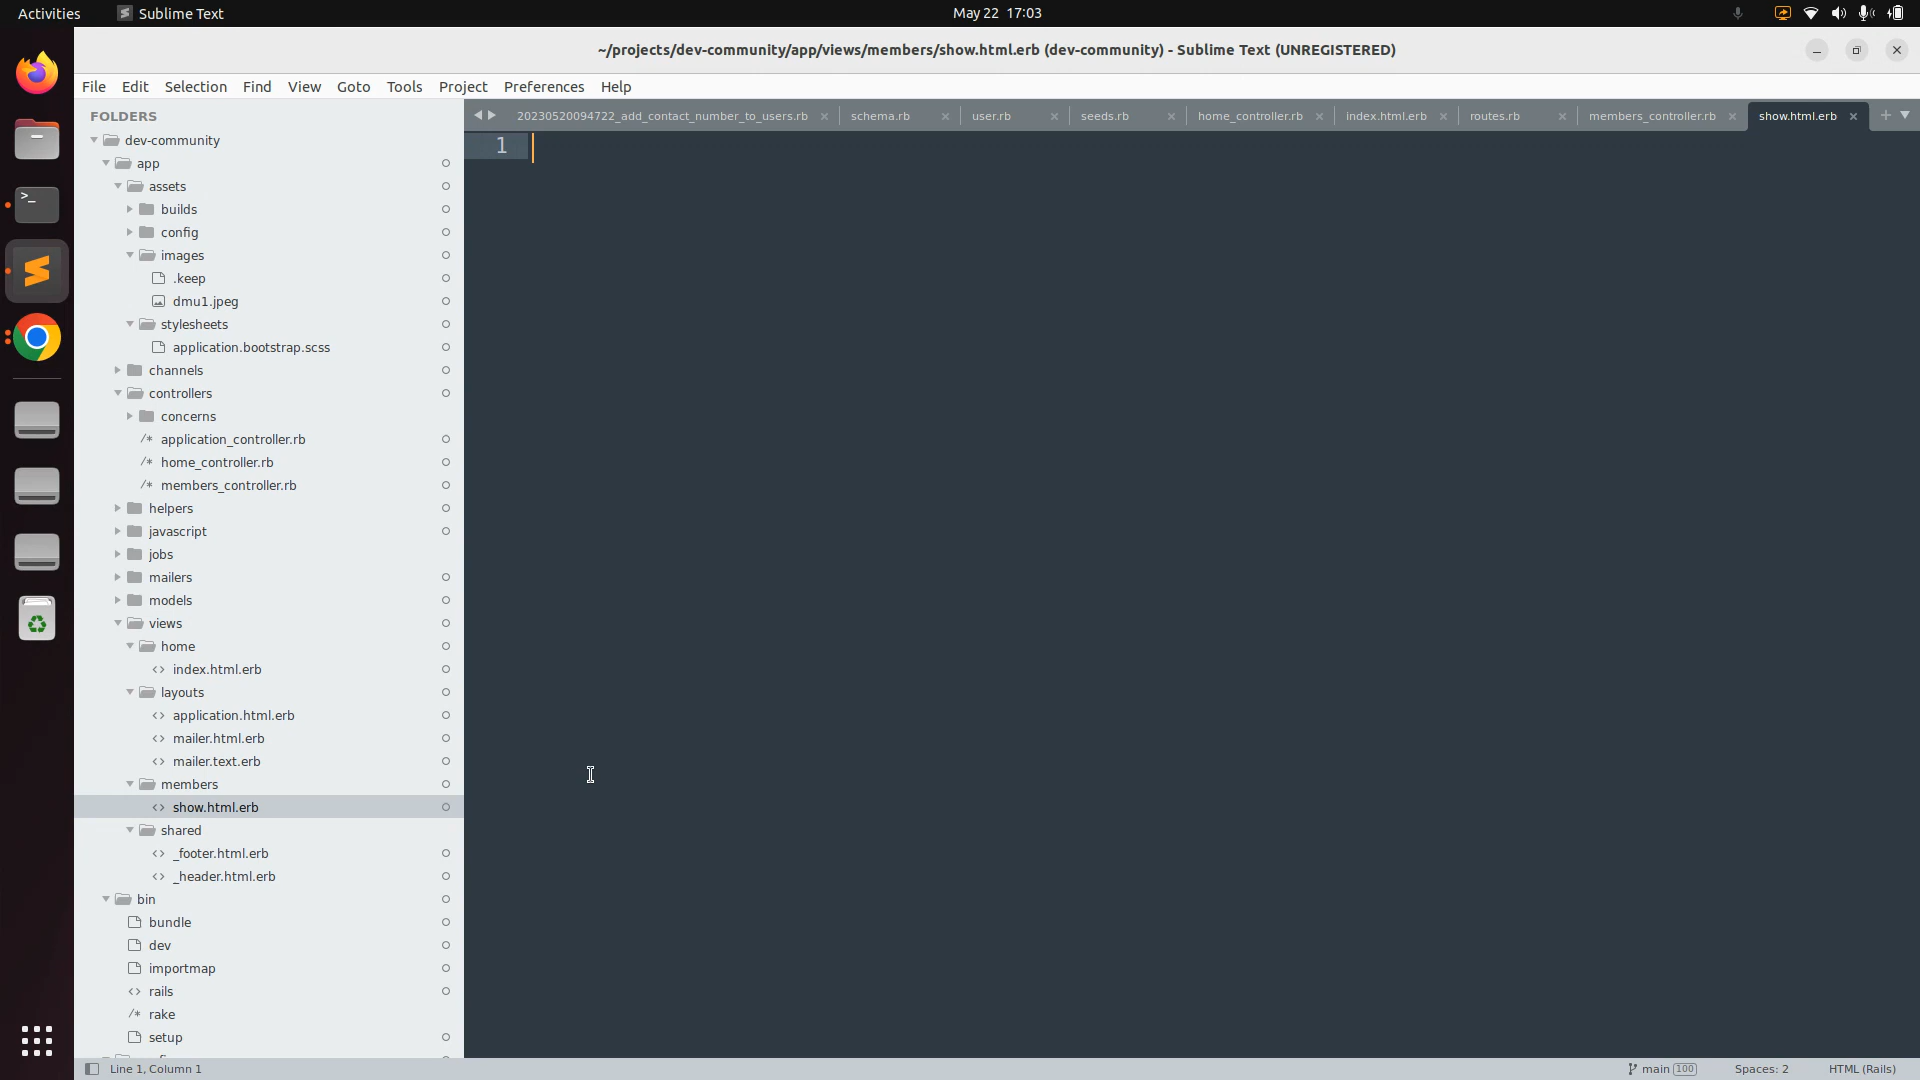 Activities
Sublime Text
May 22 17:03
~/projects/dev-community/app/views/members/show.html.erb (dev-community) - Sublime Text (UNREGISTERED)
File Edit Selection Find View Goto Tools Project Preferences Help
FOLDERS
20230520094722_add_contact_number_to_users.rb
schema.rb
user.rb
seeds.rb
home_controller.rb
index.html.erb
routes.rb
members_controller.rb
show.html.erb
1
dev-community
app
assets
builds
config
images
.keep
dmu1.jpeg
stylesheets
application.bootstrap.scss
channels
controllers
concerns
application_controller.rb
home_controller.rb
members_controller.rb
helpers
javascript
jobs
mailers
models
views
home
index.html.erb
layouts
application.html.erb
mailer.html.erb
mailer.text.erb
members
show.html.erb
shared
_footer.html.erb
_header.html.erb
bin
bundle
dev
importmap
rails
rake
setup
Line 1, Column 1
main 100
Spaces: 2
HTML (Rails)